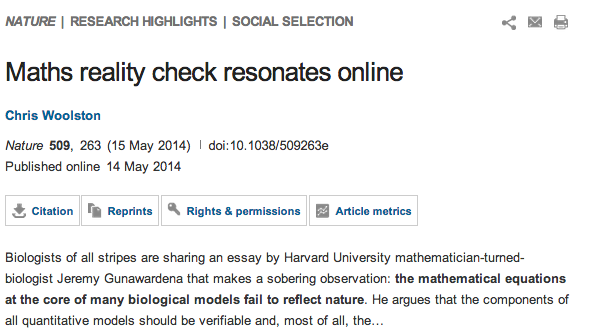 NATURE | RESEARCH HIGHLIGHTS | SOCIAL SELECTION
Maths reality check resonates online
Chris Woolston
Nature 509, 263 (15 May 2014) | doi:10.1038/509263e
Published online 14 May 2014
Citation Reprints Rights & permissions Article metrics
Biologists of all stripes are sharing an essay by Harvard University mathematician-turned-
biologist Jeremy Gunawardena that makes a sobering observation: the mathematical equations
at the core of many biological models fail to reflect nature. He argues that the components of
all quantitative models should be verifiable and, most of all, the…